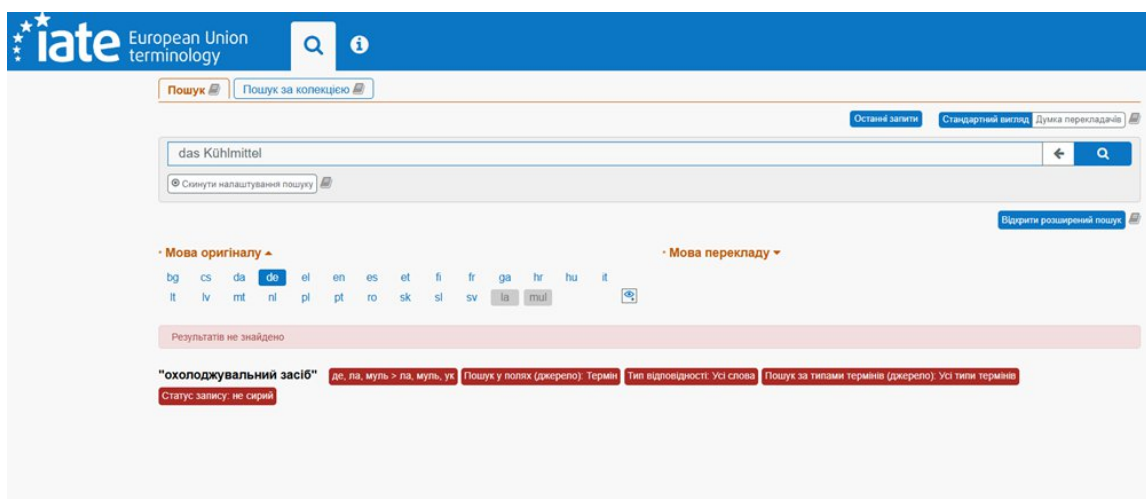 iate European Union
terminology
Пошук Пошук за колекцією
Останні запити Стандартний вигляд Думка перекладачів
das Kühlmittel
Скинути налаштування пошуку
Відкрити розширений пошук
· Мова оригіналу · Мова перекладу
bg cs da de el en es et fi fr ga hr hu it
lt lv mt nl pl pt ro sk sl sv la mul
Результатів не знайдено
"охолоджувальний засіб" де, ла, муль > ла, муль, ук Пошук у полях (джерело): Термін Тип відповідності: Усі слова Пошук за типами термінів (джерело): Усі типи термінів
Статус запису: не сирий